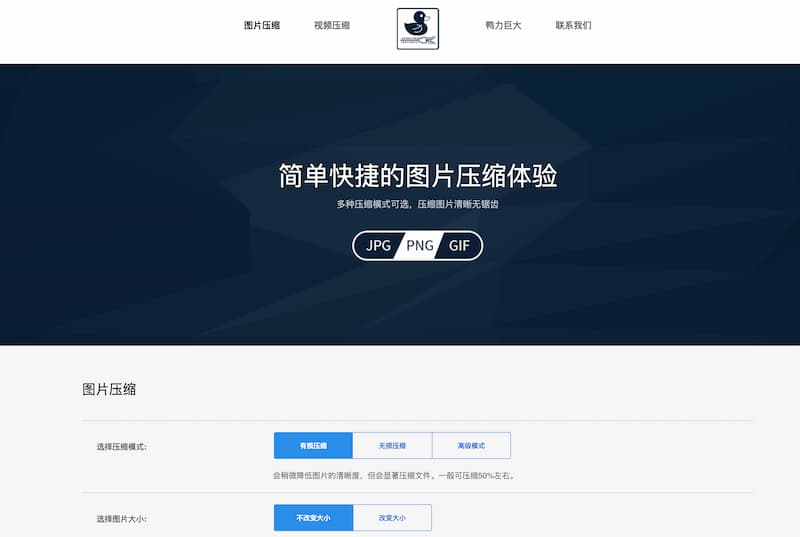 图片压缩
视频压缩
鸭力巨大
联系我们
简单快捷的图片压缩体验
多种压缩模式可选，压缩图片清晰无锯齿
JPG PNG GIF
图片压缩
选择压缩模式:
有损压缩
无损压缩
高级模式
会稍微降低图片的清晰度，但会显著压缩文件。一般可压缩50%左右。
选择图片大小:
不改变大小
改变大小